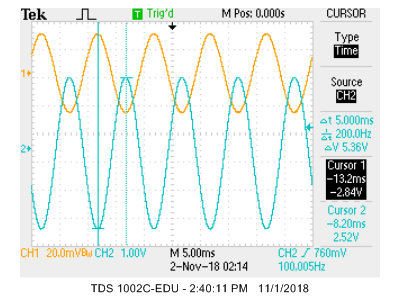 Tek Trig'd M Pos: 0.000s CURSOR
Type
Time
Source
CH2
Δt 5.000ms
1/Δt 200.0Hz
ΔV 5.36V
Cursor 1
-13.2ms
-2.84V
Cursor 2
-8.20ms
2.52V
1
2
CH1 20.0mVBw CH2 1.00V M 5.00ms CH2 / 760mV
2-Nov-18 02:14 100.005Hz
TDS 1002C-EDU - 2:40:11 PM 11/1/2018